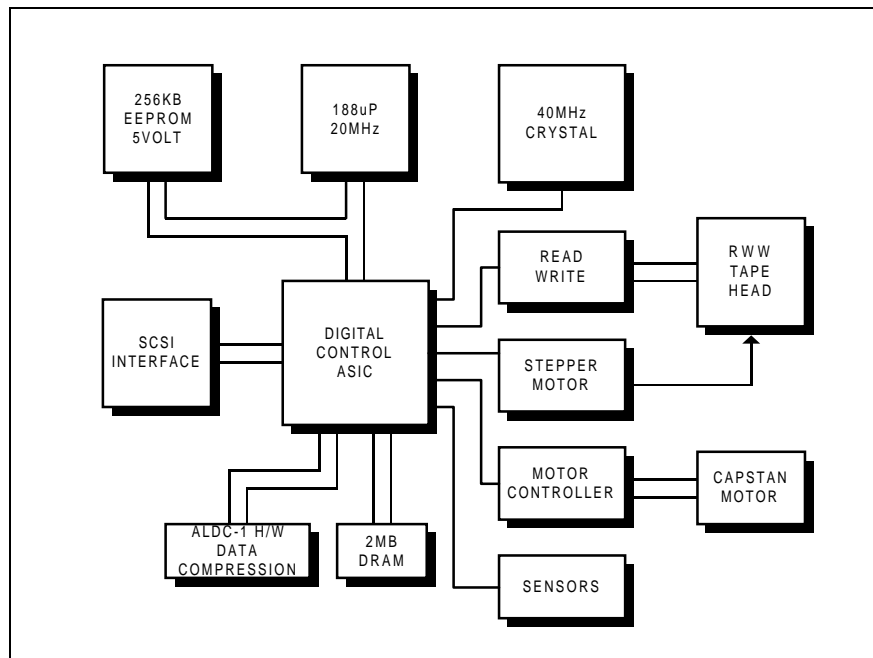 256KB
EEPROM
5VOLT
188uP
20MHz
40MHz
CRYSTAL
READ
WRITE
RWW
TAPE
HEAD
SCSI
INTERFACE
DIGITAL
CONTROL
ASIC
STEPPER
MOTOR
MOTOR
CONTROLLER
CAPSTAN
MOTOR
ALDC-1 H/W
DATA
COMPRESSION
2MB
DRAM
SENSORS